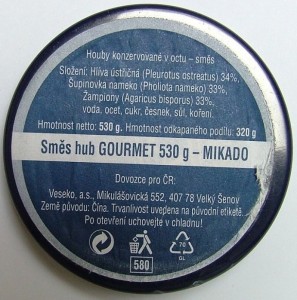 Houby konzervované v octu – směs
Složení: Hlíva ústřičná (Pleurotus ostreatus) 34%,
Šupinovka nameko (Pholiota nameko) 33%,
Žampiony (Agaricus bisporus) 33%,
voda, ocet, cukr, česnek, sůl, koření.
Hmotnost netto: 530 g. Hmotnost odkapaného podílu: 320 g
Směs hub GOURMET 530 g – MIKADO
Dovozce pro ČR:
Veseko, a.s., Mikulášovická 552, 407 78 Velký Šenov
Země původu: Čína. Trvanlivost uvedena na původní etiketě.
Po otevření uchovejte v chladnu!
580
70
GL